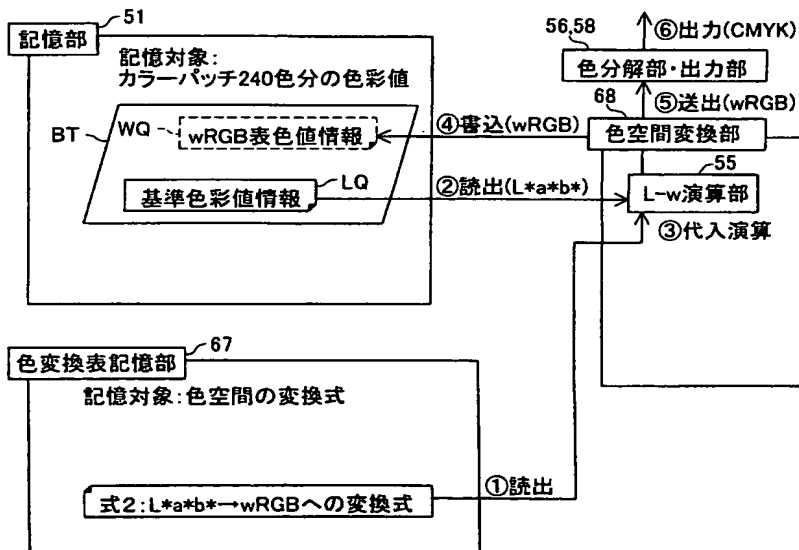 51
記憶部
記憶対象:
カラーパッチ240色分の色彩値
BT
WQ
wRGB表色値情報
基準色彩値情報
LQ
⑥出力(CMYK)
56,58
色分解部・出力部
68
⑤送出(wRGB)
④書込(wRGB)
色空間変換部
55
②読出(L*a*b*)
L-w演算部
③代入演算
67
色変換表記憶部
記憶対象:色空間の変換式
式2:L*a*b*→wRGBへの変換式
①読出